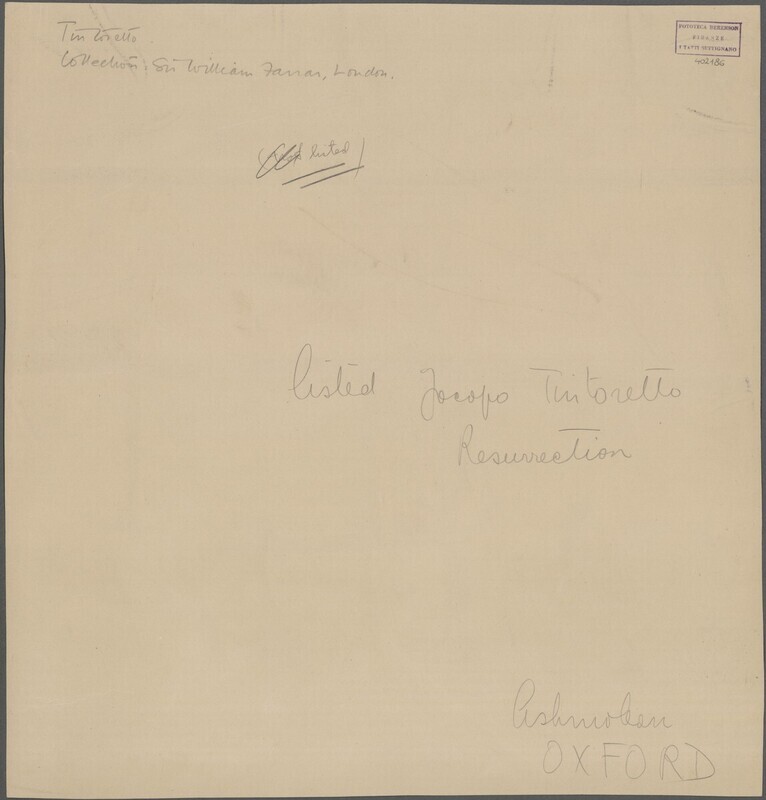 Tintoretto
Collection: Sir William Farrar, London.
FOTOTECA BERENSON
I TATTI SETTIGNANO
402186
(not listed)
listed Jacopo Tintoretto
Resurrection
Ashmolean
OXFORD